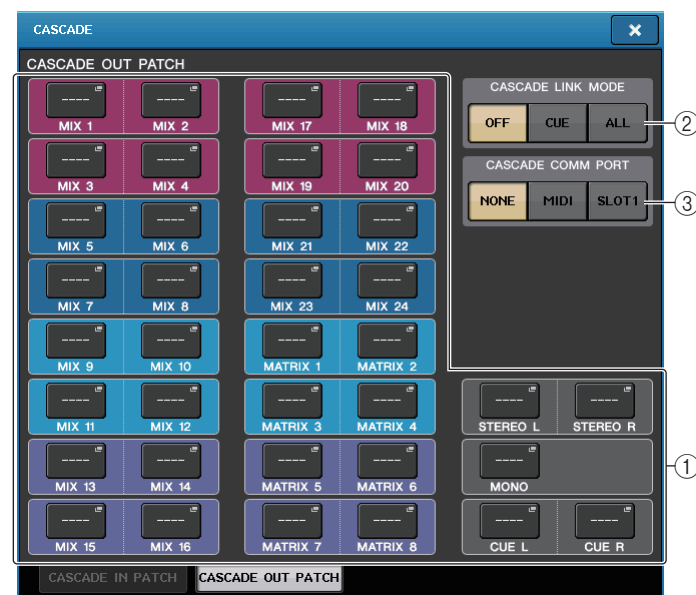 CASCADE
×
CASCADE OUT PATCH
---- ---- ---- ----
MIX 1 MIX 2 MIX 17 MIX 18
---- ---- ---- ----
MIX 3 MIX 4 MIX 19 MIX 20
---- ---- ---- ----
MIX 5 MIX 6 MIX 21 MIX 22
---- ---- ---- ----
MIX 7 MIX 8 MIX 23 MIX 24
---- ---- ---- ----
MIX 9 MIX 10 MATRIX 1 MATRIX 2
---- ---- ---- ----
MIX 11 MIX 12 MATRIX 3 MATRIX 4
---- ---- ---- ----
MIX 13 MIX 14 MATRIX 5 MATRIX 6
---- ---- ---- ----
MIX 15 MIX 16 MATRIX 7 MATRIX 8
CASCADE LINK MODE
OFF CUE ALL ②
CASCADE COMM PORT
NONE MIDI SLOT1 ③
---- ----
STEREO L STEREO R
---- ①
MONO
---- ----
CUE L CUE R
CASCADE IN PATCH CASCADE OUT PATCH